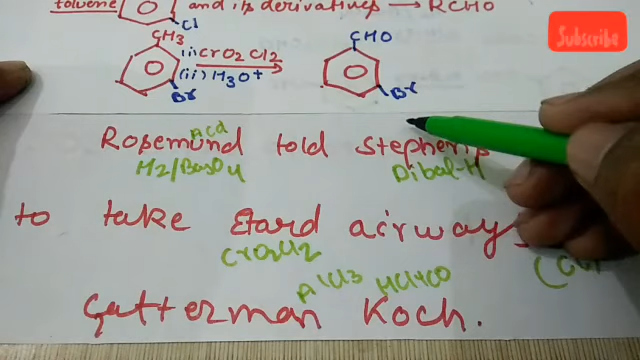 toluene and its derivatives → RCHO
Cl
CH3
(i) CrO2Cl2
(ii) H3O+
Br
CHO
Br
Subscribe
Acd
Rosemund told Stephens
H2/BaSO4 Dibal-H
to take Etard airways
CrO2Cl2
AlCl3 HCl+CO
Gatterman Koch.